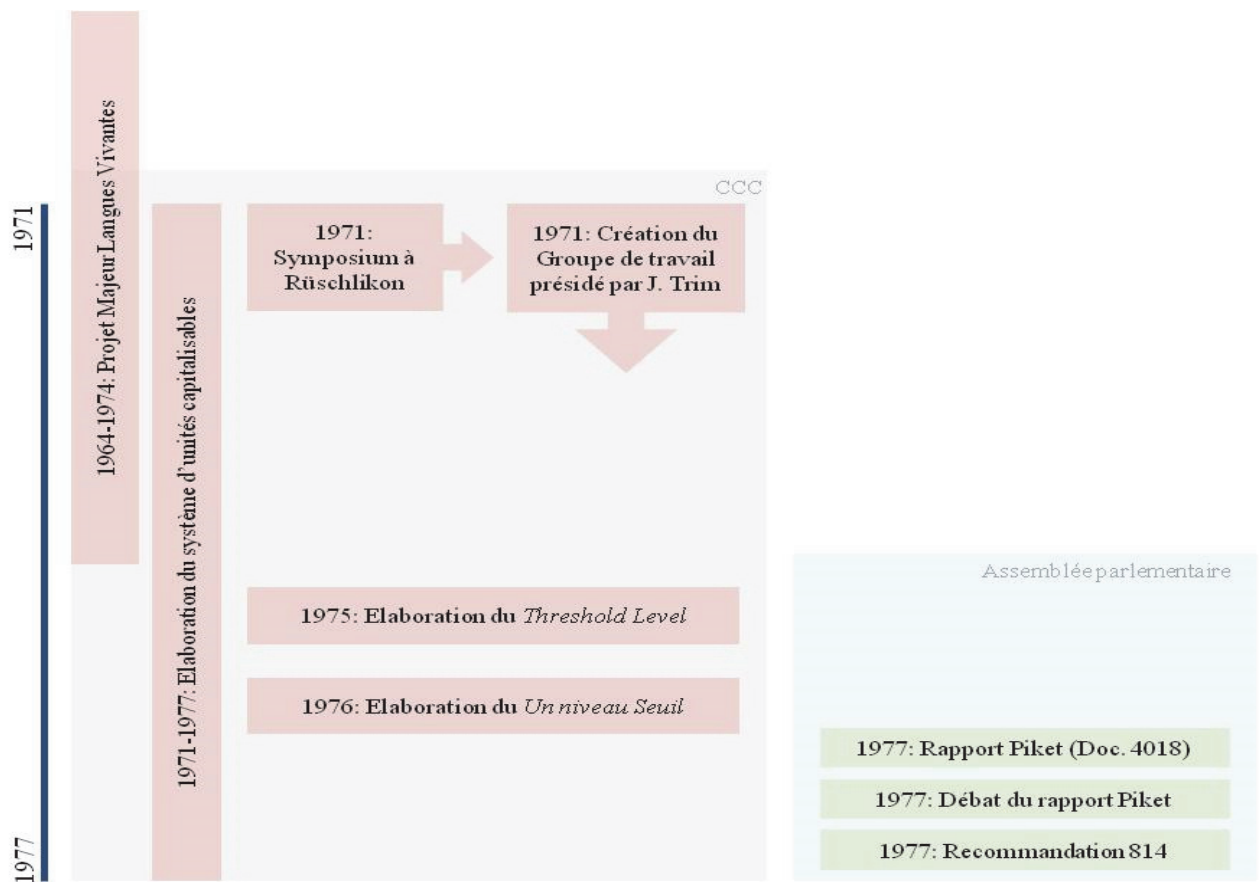 1971
1977
1964-1974: Projet Majeur Langues Vivantes
1971-1977: Elaboration du système d'unités capitalisables
CCC
1971:
Symposium à
Rüschlikon
1971: Création du
Groupe de travail
présidé par J. Trim
1975: Elaboration du Threshold Level
1976: Elaboration du Un niveau Seuil
Assemblée parlementaire
1977: Rapport Piket (Doc. 4018)
1977: Débat du rapport Piket
1977: Recommandation 814